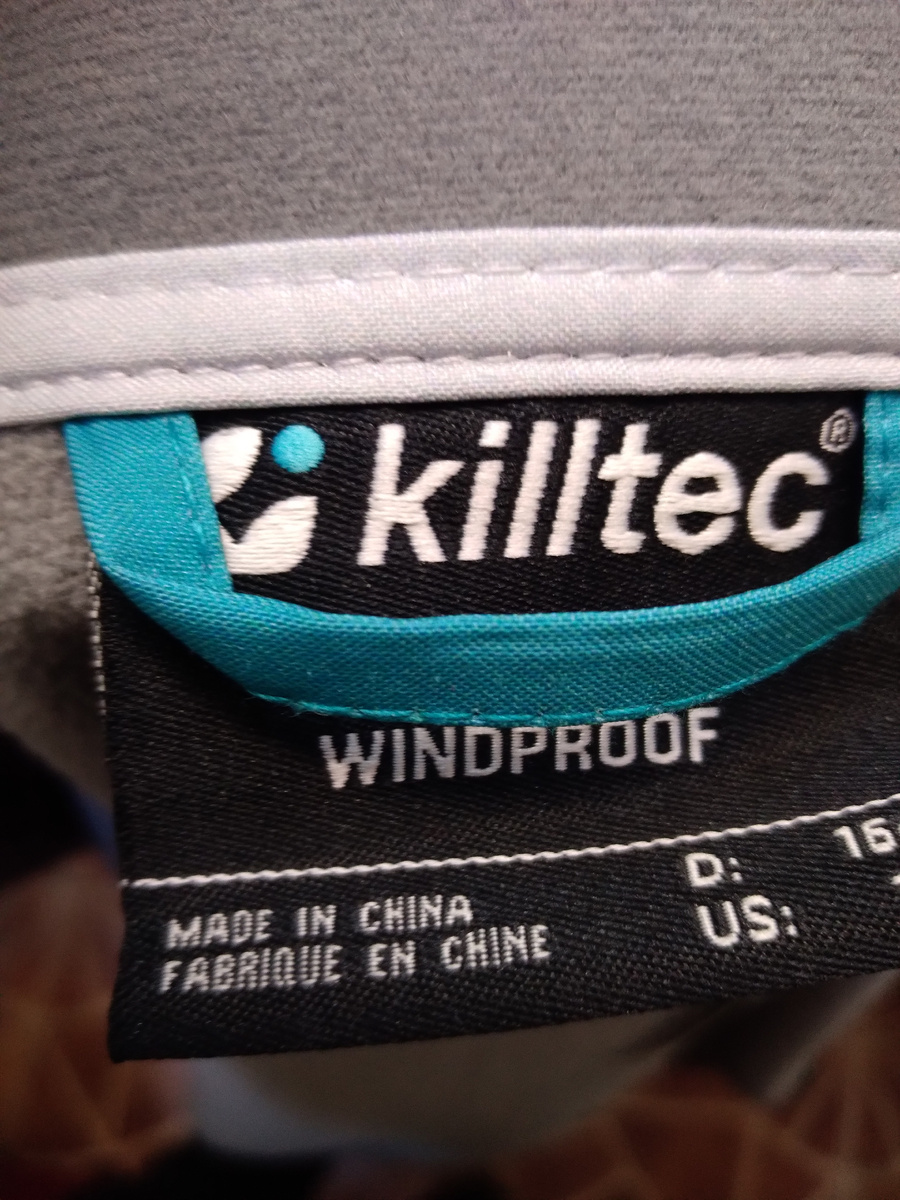 killtec®
WINDPROOF
D:
US:
MADE IN CHINA
FABRIQUE EN CHINE